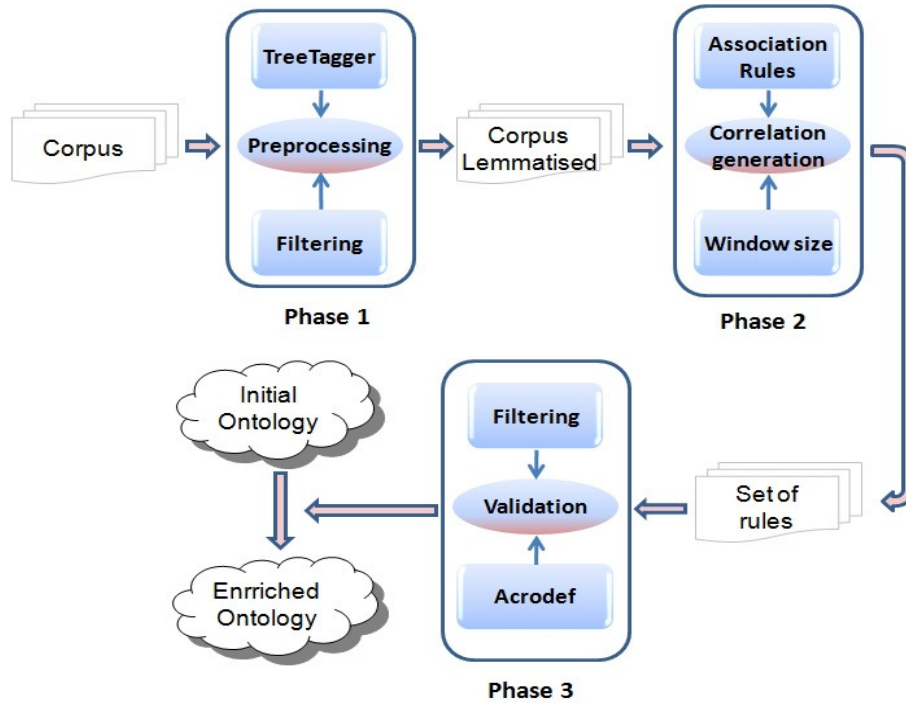 TreeTagger
Corpus
Preprocessing
Filtering
Phase 1
Corpus
Lemmatised
Association
Rules
Correlation
generation
Window size
Phase 2
Initial
Ontology
Enrriched
Ontology
Filtering
Validation
Acrodef
Phase 3
Set of
rules